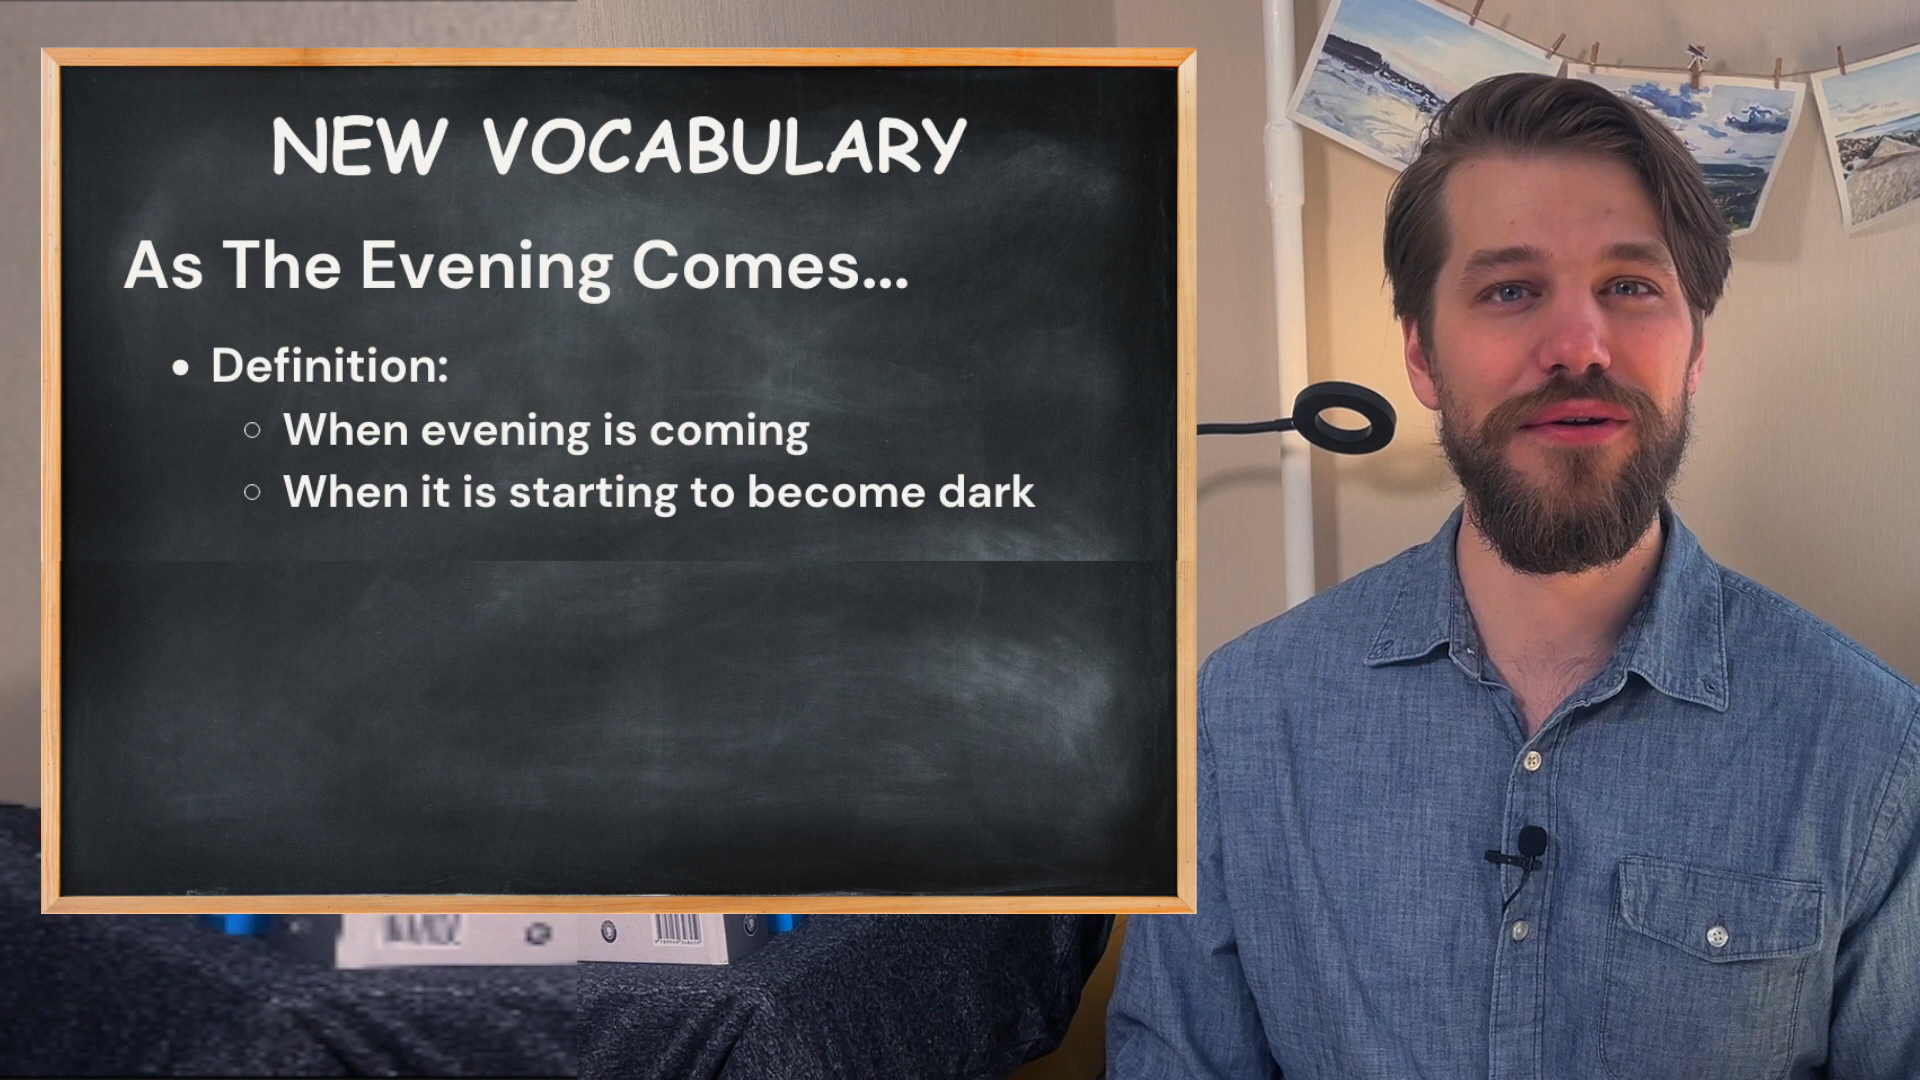 NEW VOCABULARY
As The Evening Comes...
Definition:
When evening is coming
When it is starting to become dark